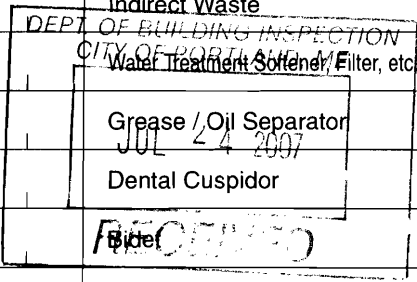 Indirect Waste
DEPT OF BUILDING INSPECTION
CITY OF PORTLAND, ME
Water Treatment Softener, Filter, etc
Grease / Oil Separator
JUL 24 2007
Dental Cuspidor
Bidet
RECEIVED